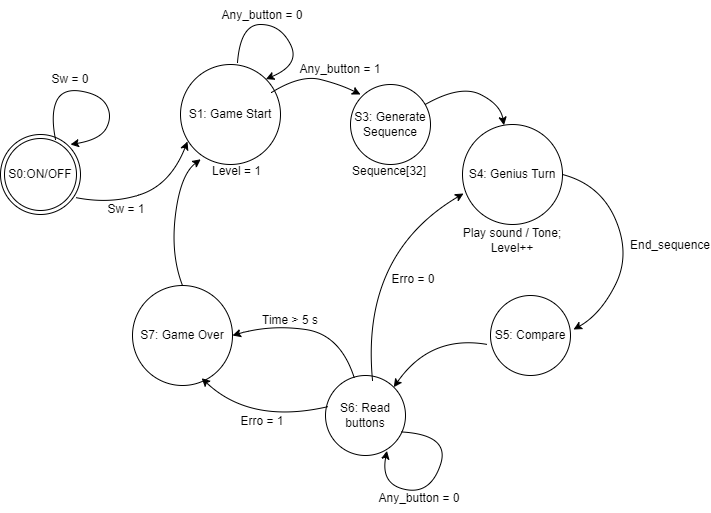 Any_button = 0
Sw = 0
Any_button = 1
S1: Game Start
S3: Generate
Sequence
S0:ON/OFF
Level = 1
Sequence[32]
S4: Genius Turn
Sw = 1
Play sound / Tone;
Level++
End_sequence
Erro = 0
Time > 5 s
S7: Game Over
S5: Compare
S6: Read
buttons
Erro = 1
Any_button = 0